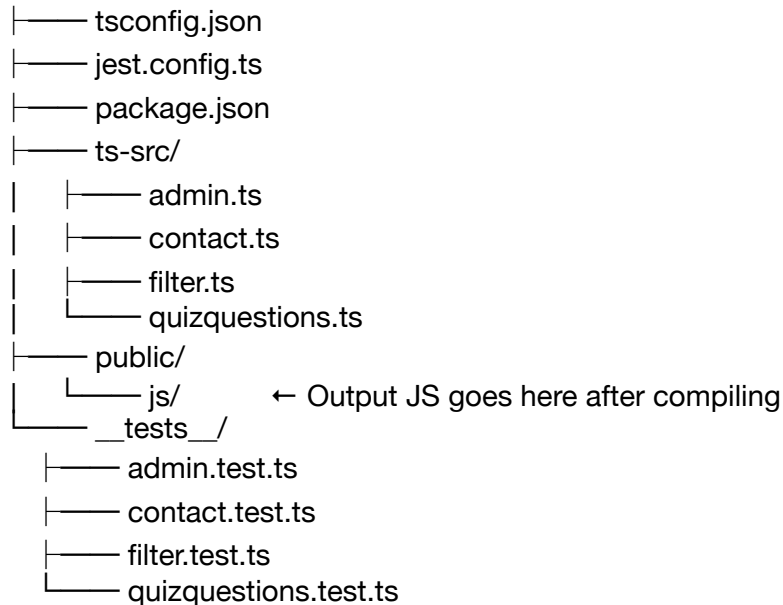 ├── tsconfig.json
├── jest.config.ts
├── package.json
├── ts-src/
│   ├── admin.ts
│   ├── contact.ts
│   ├── filter.ts
│   └── quizquestions.ts
├── public/
│   └── js/ ← Output JS goes here after compiling
└── __tests__/
    ├── admin.test.ts
    ├── contact.test.ts
    ├── filter.test.ts
    └── quizquestions.test.ts